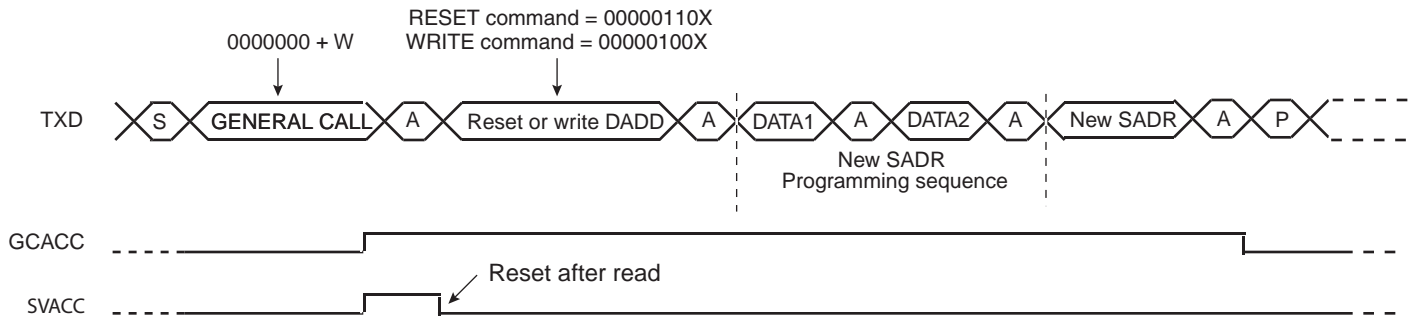 RESET command = 00000110X
0000000 + W
WRITE command = 00000100X
TXD
S
GENERAL CALL
A
Reset or write DADD
A
DATA1
A
DATA2
A
New SADR
A
P
New SADR
Programming sequence
GCACC
Reset after read
SVACC